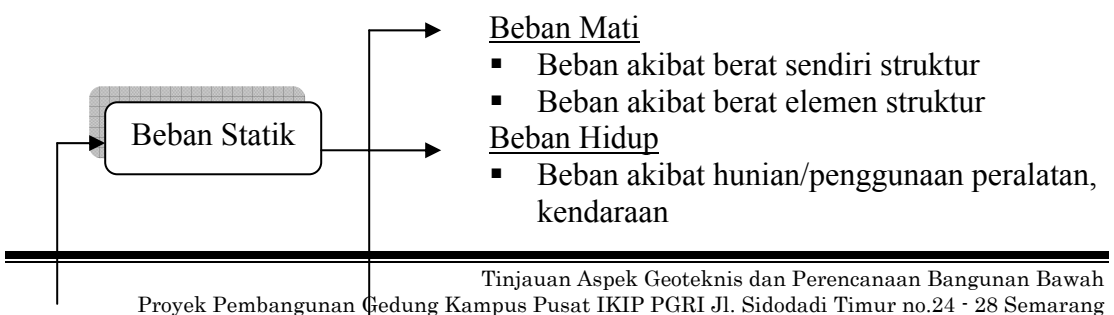 Beban Statik
Beban Mati
▪ Beban akibat berat sendiri struktur
▪ Beban akibat berat elemen struktur
Beban Hidup
▪ Beban akibat hunian/penggunaan peralatan,
kendaraan
Tinjauan Aspek Geoteknis dan Perencanaan Bangunan Bawah
Proyek Pembangunan Gedung Kampus Pusat IKIP PGRI Jl. Sidodadi Timur no.24 - 28 Semarang